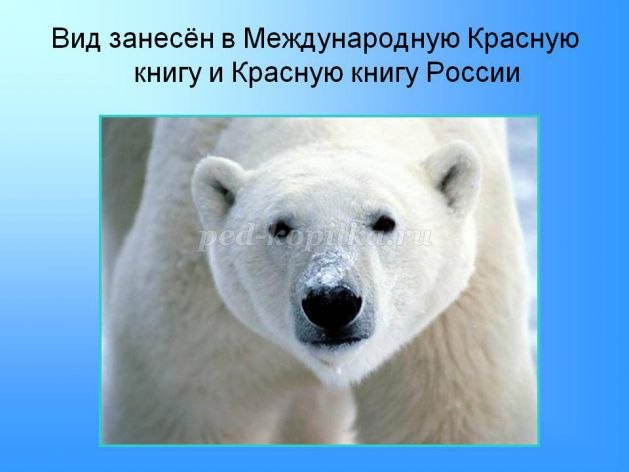 Вид занесён в Международную Красную
книгу и Красную книгу России
ped-kopilka.ru